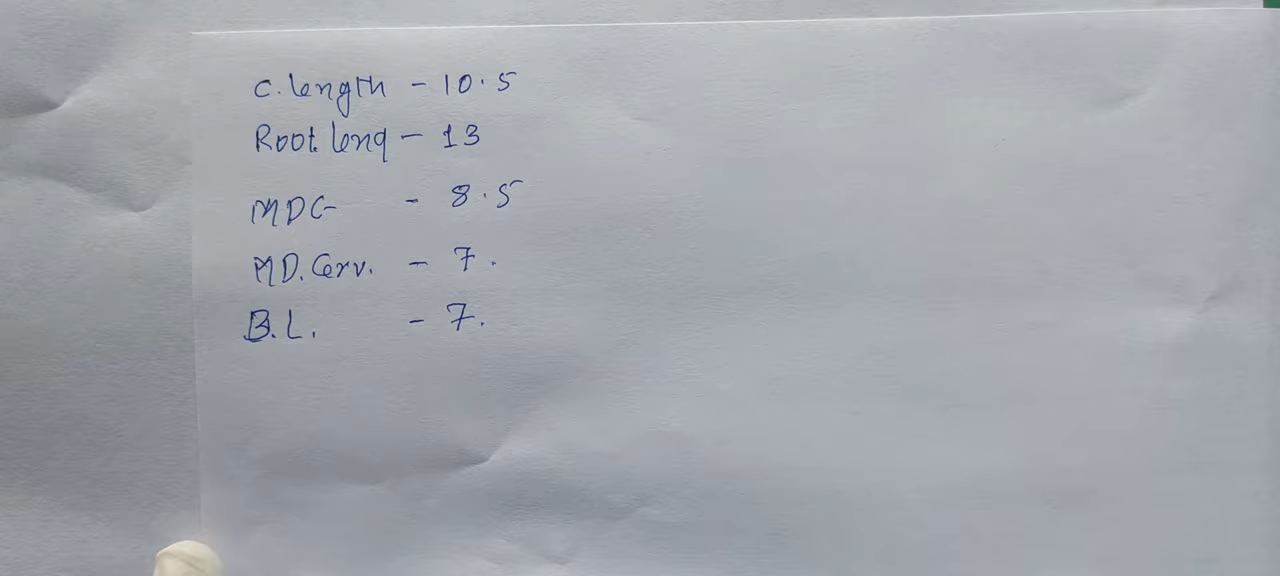 C. length - 10.5
Root. leng - 13
MDC - 8.5
MD. Cerv. - 7.
B.L. - 7.